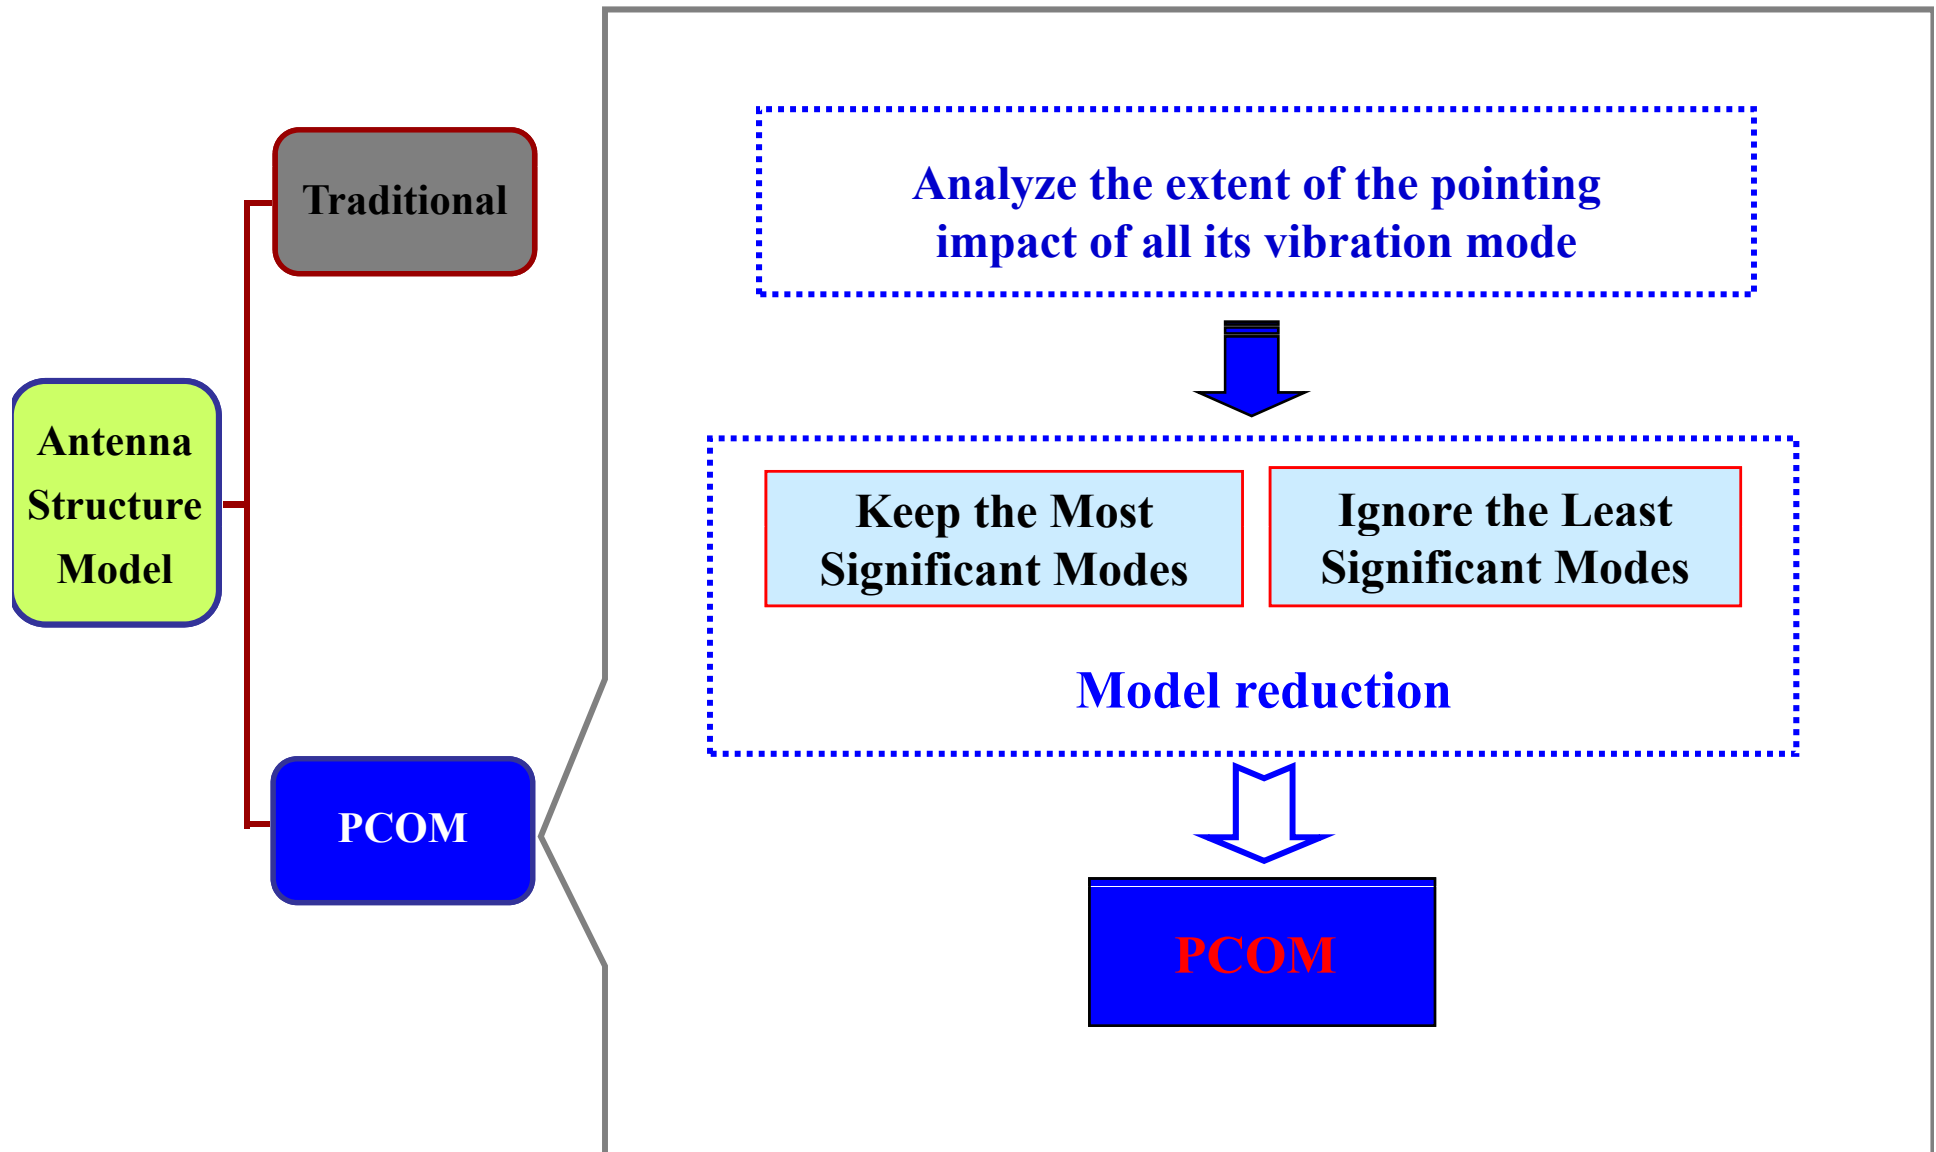 Traditional
Antenna
Structure
Model
PCOM
Analyze the extent of the pointing
impact of all its vibration mode
Keep the Most
Significant Modes
Ignore the Least
Significant Modes
Model reduction
PCOM